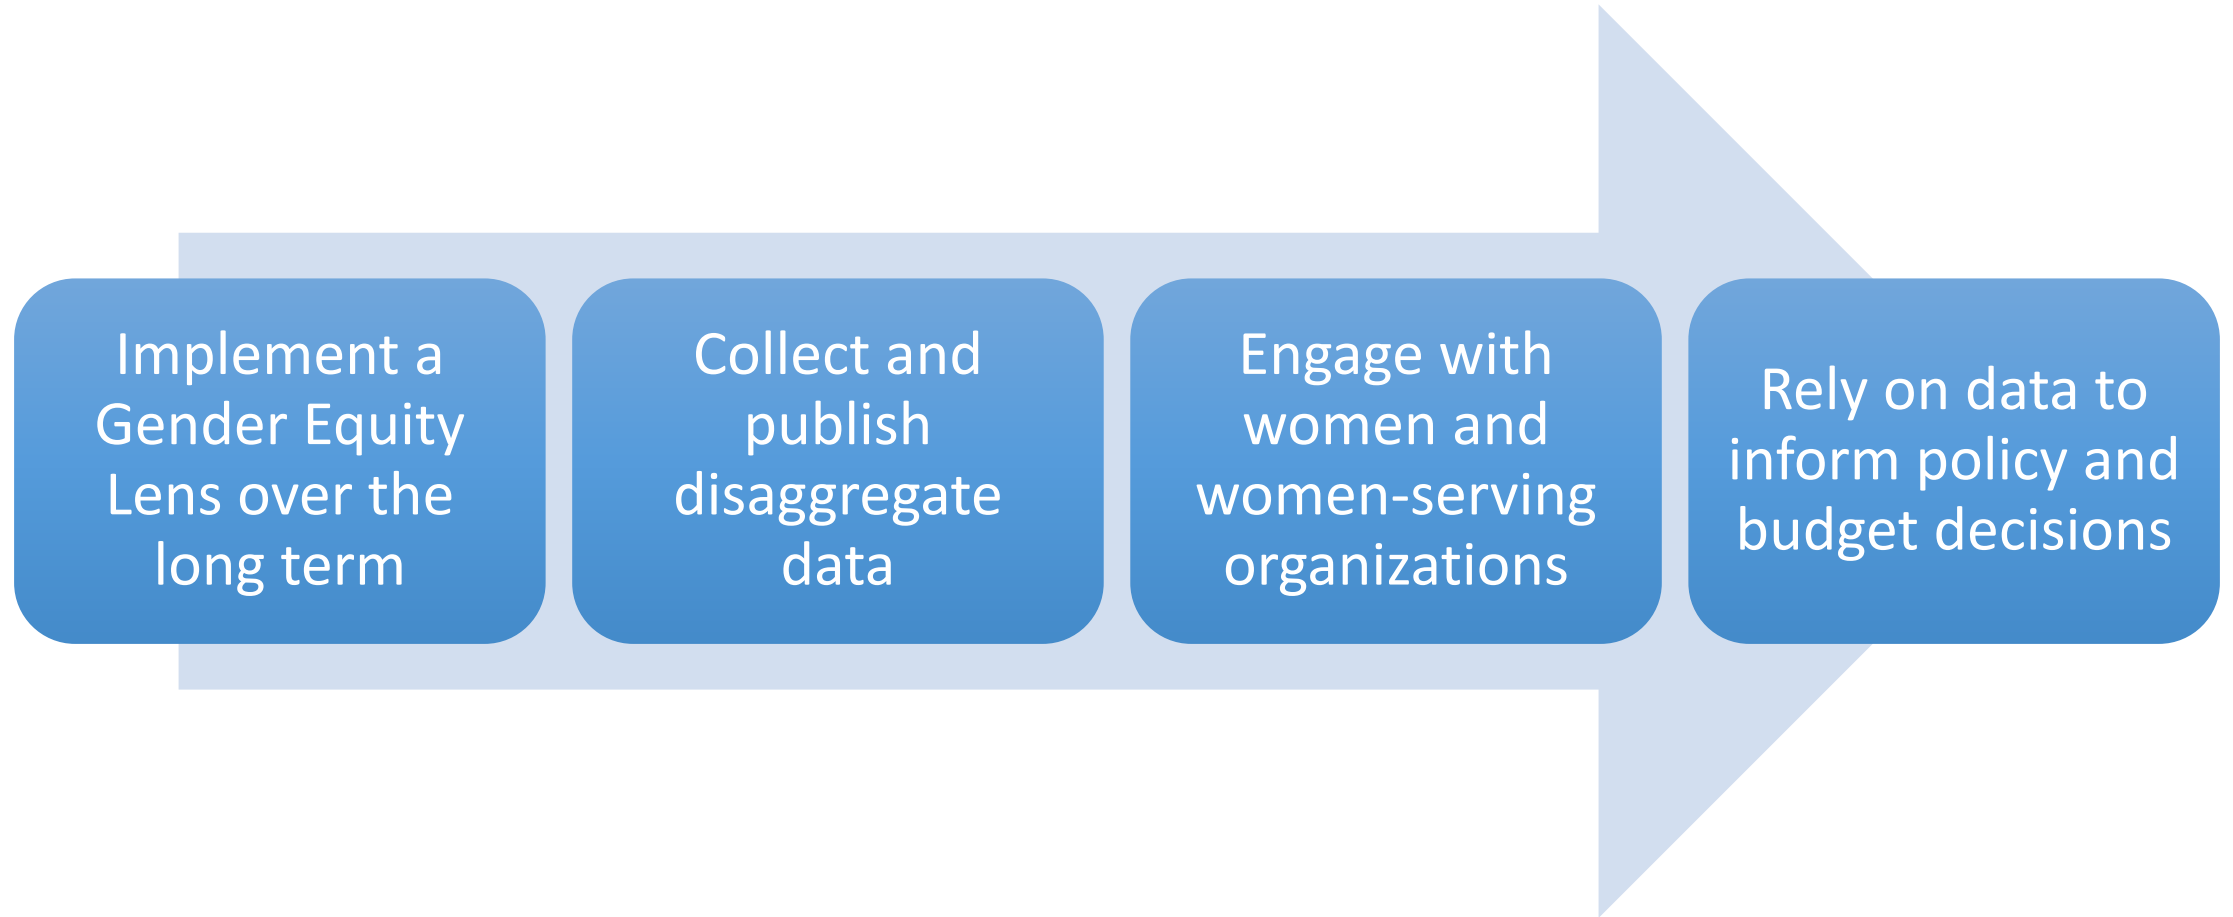 Implement a
Gender Equity
Lens over the
long term
Collect and
publish
disaggregate
data
Engage with
women and
women-serving
organizations
Rely on data to
inform policy and
budget decisions